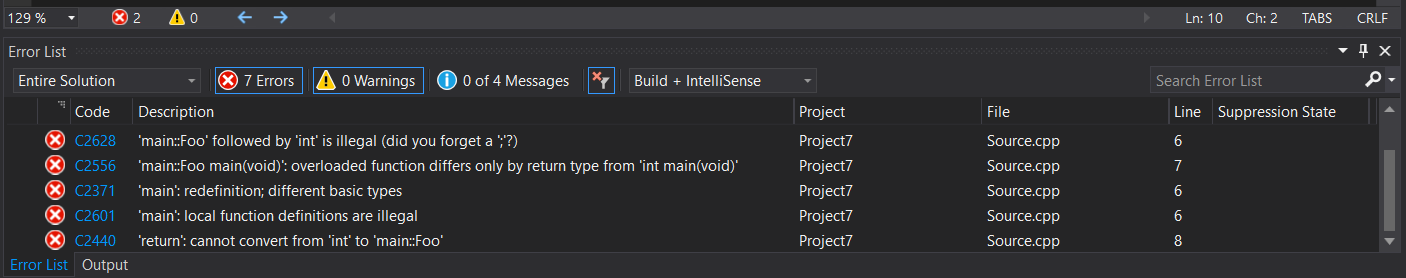 129 % 2 0 Ln: 10 Ch: 2 TABS CRLF
Error List
Entire Solution 7 Errors 0 Warnings 0 of 4 Messages Build + IntelliSense Search Error List
Code Description Project File Line Suppression State
C2628 'main::Foo' followed by 'int' is illegal (did you forget a ';'?) Project7 Source.cpp 6
C2556 'main::Foo main(void)': overloaded function differs only by return type from 'int main(void)' Project7 Source.cpp 7
C2371 'main': redefinition; different basic types Project7 Source.cpp 6
C2601 'main': local function definitions are illegal Project7 Source.cpp 6
C2440 'return': cannot convert from 'int' to 'main::Foo' Project7 Source.cpp 8
Error List Output